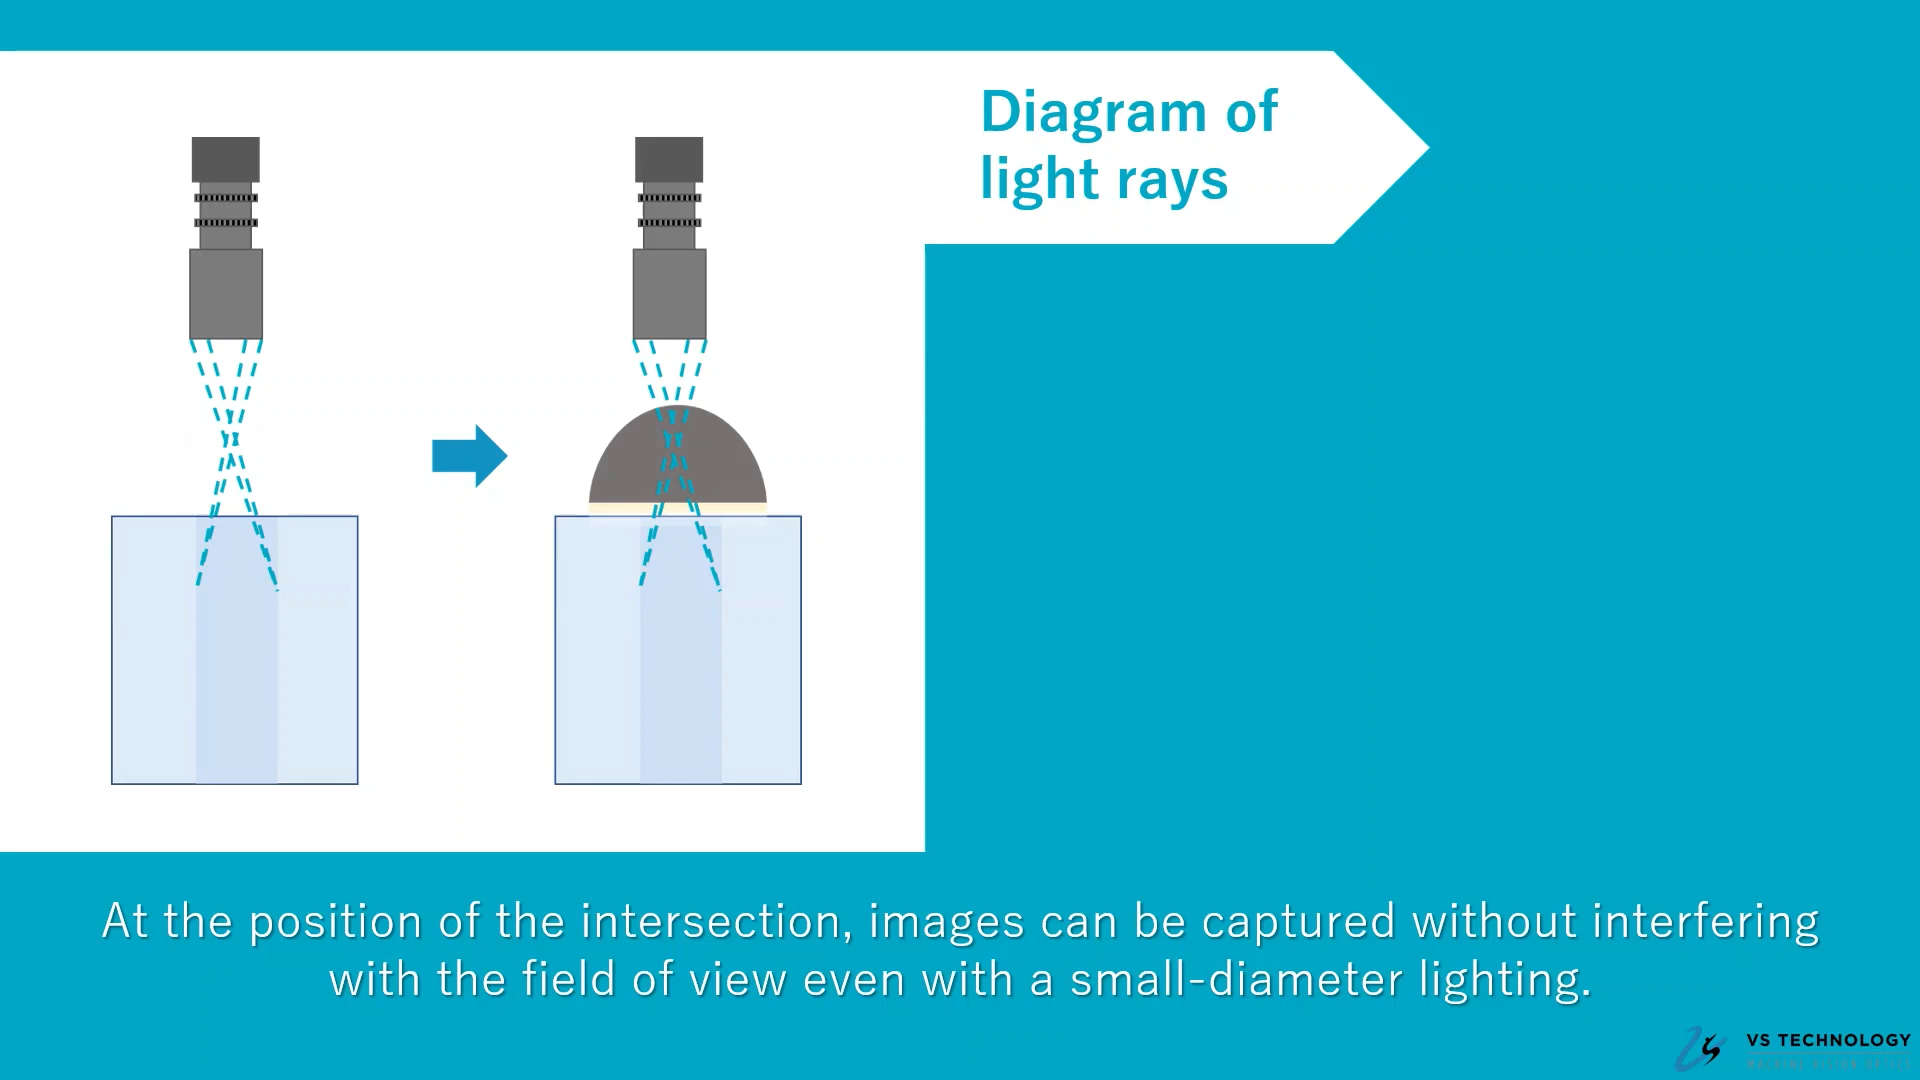 Diagram of
light rays
At the position of the intersection, images can be captured without interfering
with the field of view even with a small-diameter lighting.
VS TECHNOLOGY